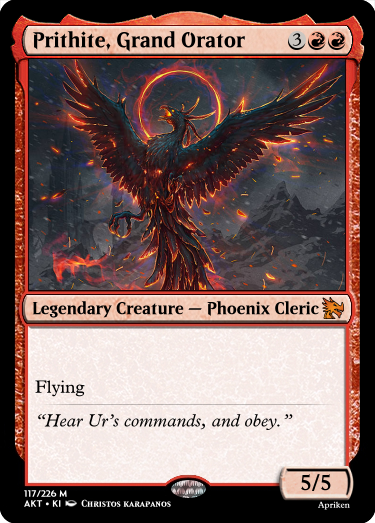 Prithite, Grand Orator 3
Legendary Creature — Phoenix Cleric
Flying
“Hear Ur’s commands, and obey.”
5/5
117/226 M
AKT • KI Christos karapanos
Apriken